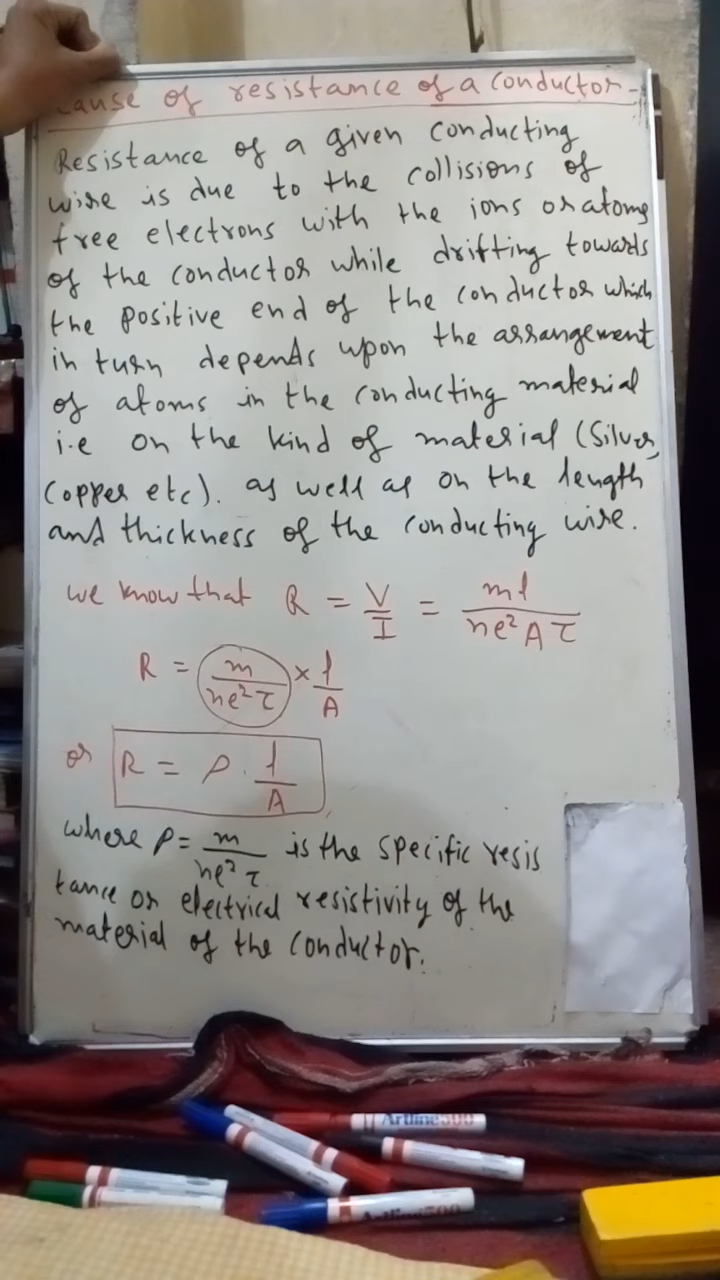 Cause of resistance of a conductor-
Resistance of a given conducting
wire is due to the collisions of
free electrons with the ions or atoms
of the conductor while drifting towards
the positive end of the conductor which
in turn depends upon the arrangement
of atoms in the conducting material
i.e on the kind of material (Silver,
Copper etc). as well as on the length
and thickness of the conducting wire.
we know that R = V/I = ml/ne²Aτ
R = m/ne²τ × l/A
or R = ρ . l/A
where ρ = m/ne²τ is the specific resis
tance or electrical resistivity of the
material of the conductor.
Artline500
Artline500